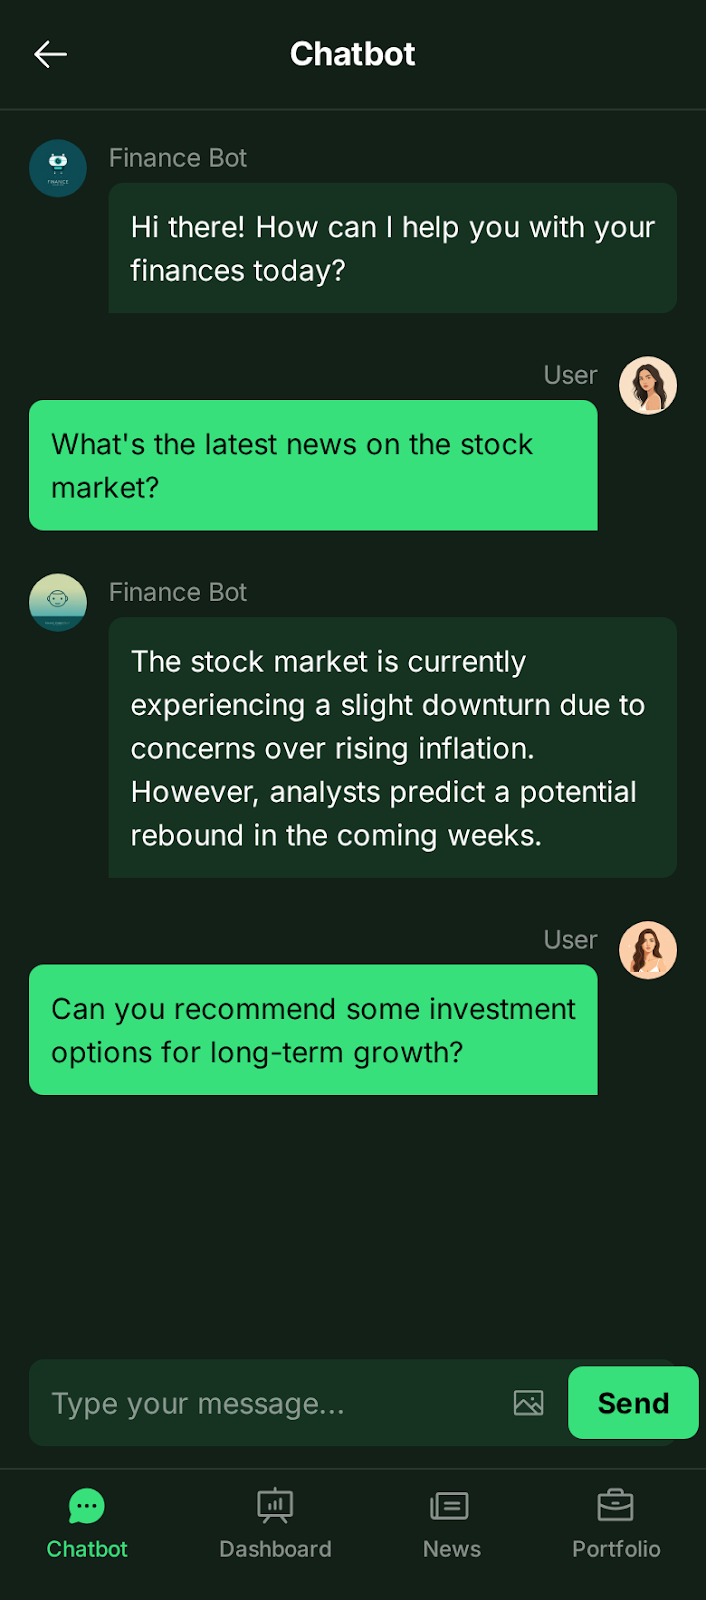 Chatbot
Finance Bot
FINANCE
Hi there! How can I help you with your
finances today?
User
What's the latest news on the stock
market?
Finance Bot
The stock market is currently
experiencing a slight downturn due to
concerns over rising inflation.
However, analysts predict a potential
rebound in the coming weeks.
User
Can you recommend some investment
options for long-term growth?
Type your message...
Send
Chatbot
Dashboard
News
Portfolio